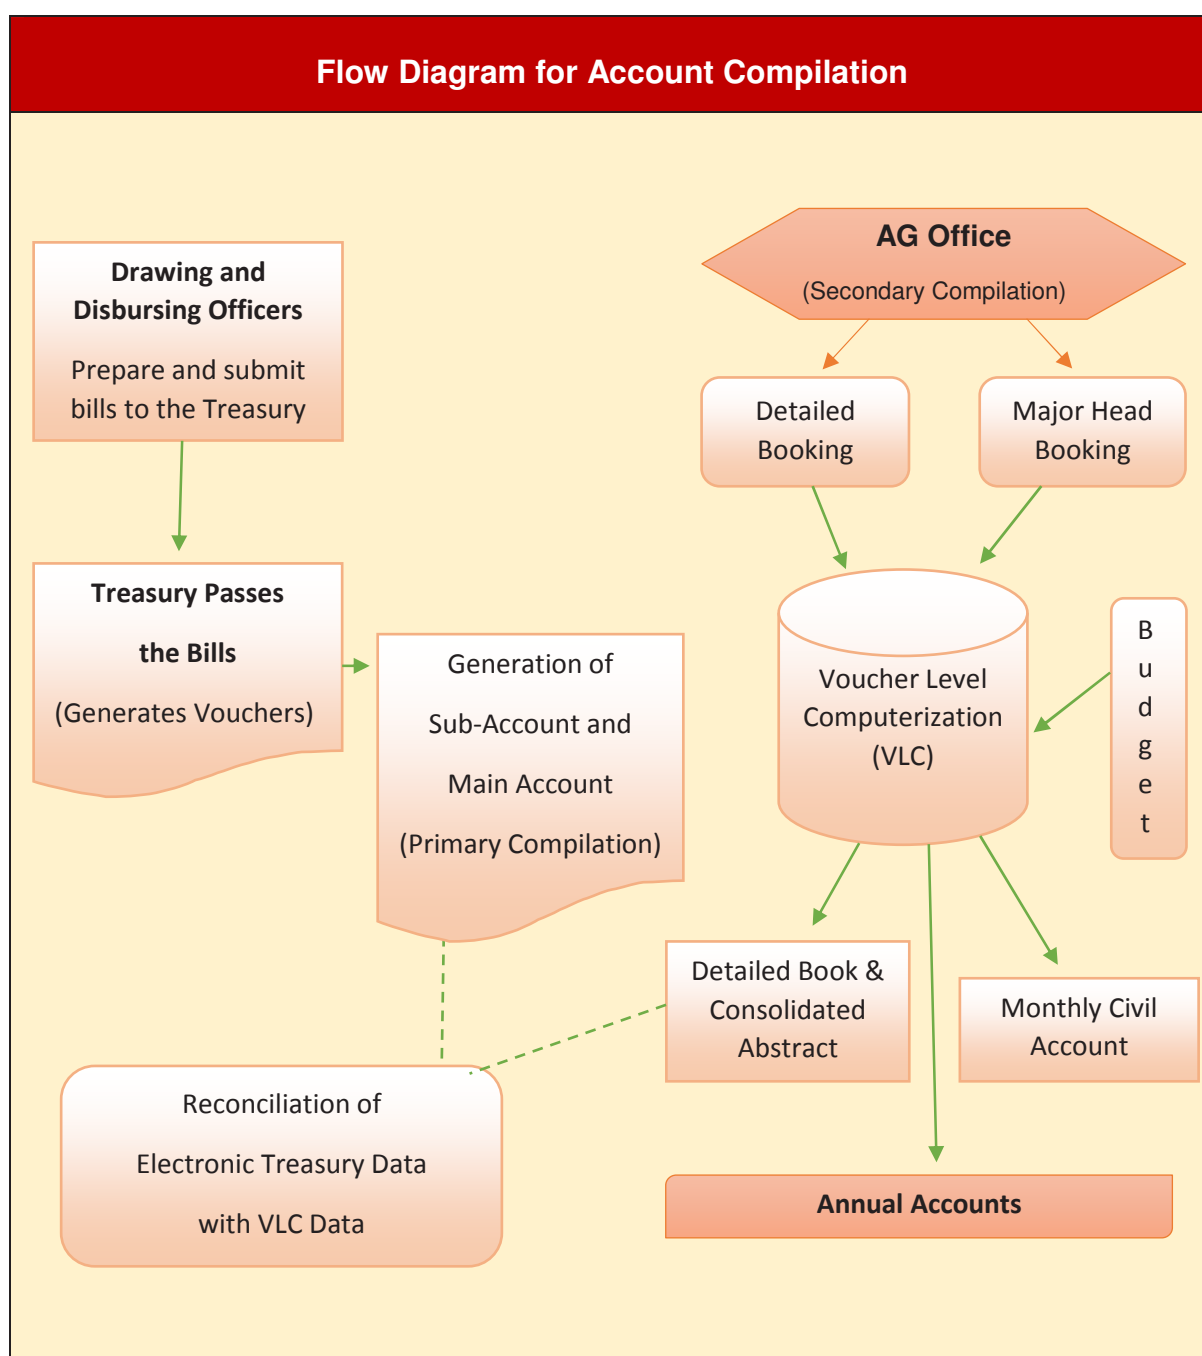 Flow Diagram for Account Compilation
Drawing and
Disbursing Officers
Prepare and submit
bills to the Treasury
Treasury Passes
the Bills
(Generates Vouchers)
Generation of
Sub-Account and
Main Account
(Primary Compilation)
Reconciliation of
Electronic Treasury Data
with VLC Data
AG Office
(Secondary Compilation)
Detailed
Booking
Major Head
Booking
Voucher Level
Computerization
(VLC)
B
u
d
g
e
t
Detailed Book &
Consolidated
Abstract
Monthly Civil
Account
Annual Accounts